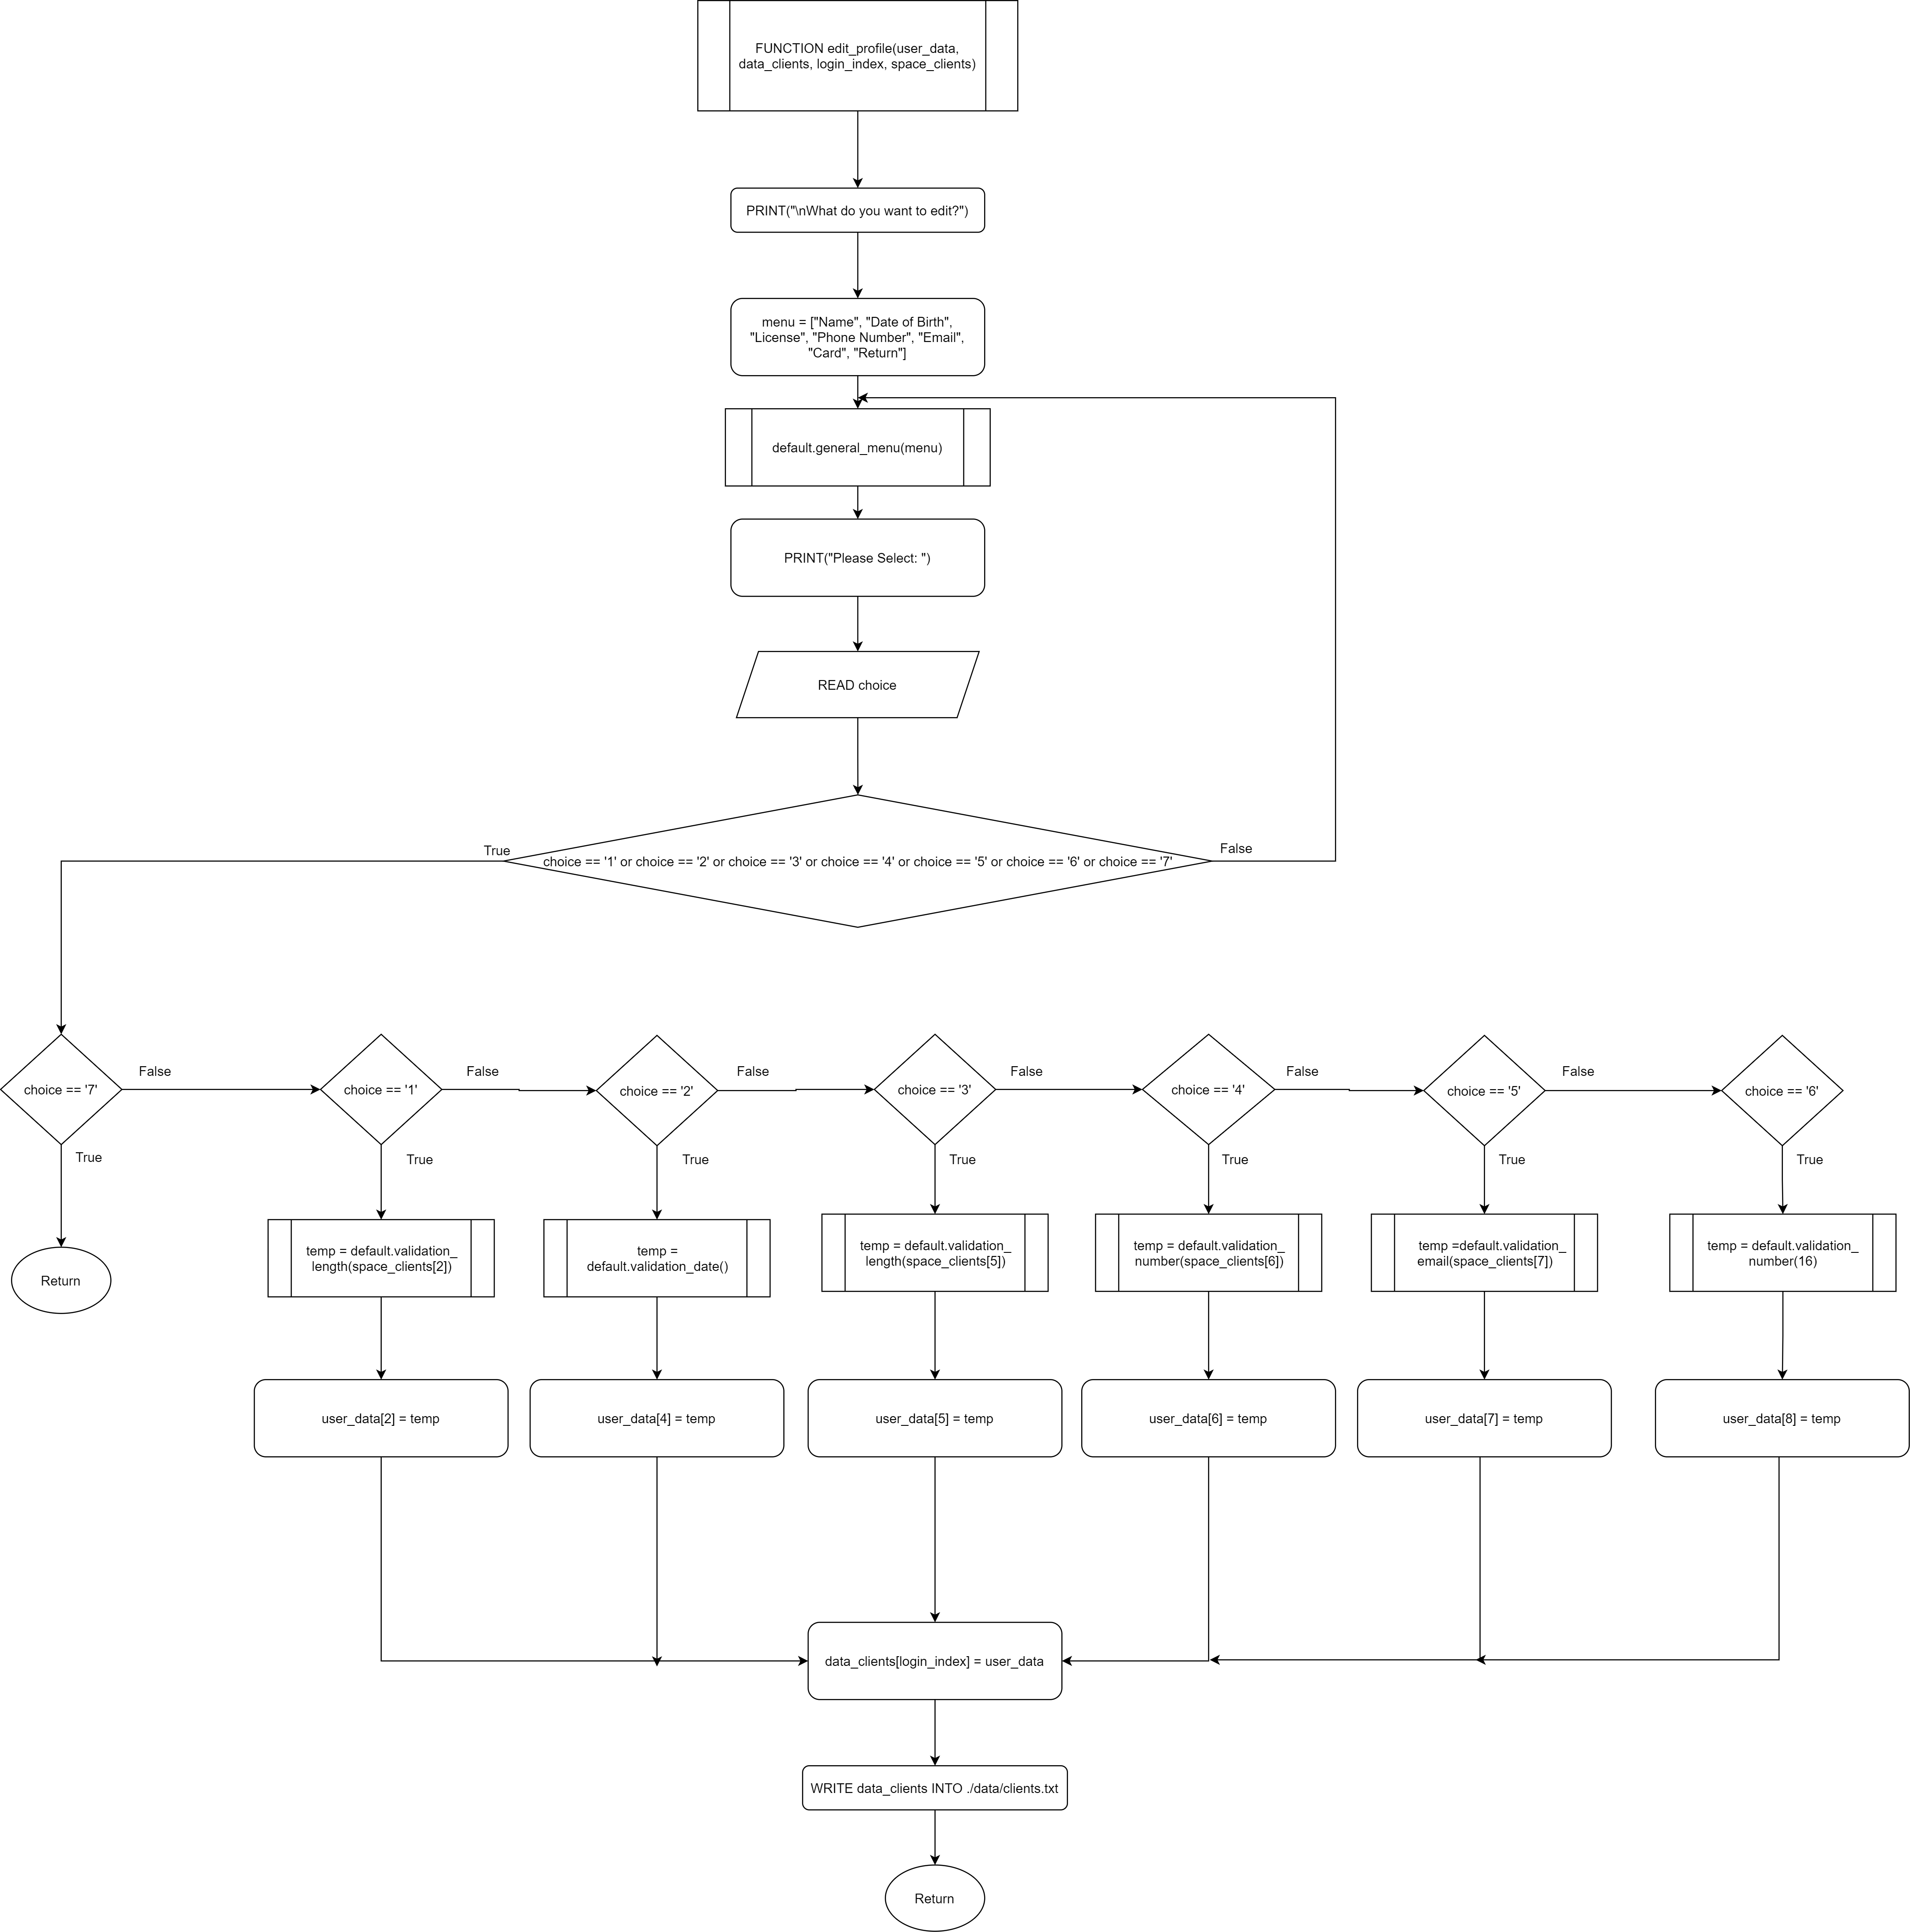 FUNCTION edit_profile(user_data,
data_clients, login_index, space_clients)
PRINT("\nWhat do you want to edit?")
menu = ["Name", "Date of Birth",
"License", "Phone Number", "Email",
"Card", "Return"]
default.general_menu(menu)
PRINT("Please Select: ")
READ choice
True
choice == '1' or choice == '2' or choice == '3' or choice == '4' or choice == '5' or choice == '6' or choice == '7'
False
choice == '7'
False
choice == '1'
False
choice == '2'
False
choice == '3'
False
choice == '4'
False
choice == '5'
False
choice == '6'
True
True
True
True
True
True
True
Return
temp = default.validation_
length(space_clients[2])
temp =
default.validation_date()
temp = default.validation_
length(space_clients[5])
temp = default.validation_
number(space_clients[6])
temp =default.validation_
email(space_clients[7])
temp = default.validation_
number(16)
user_data[2] = temp
user_data[4] = temp
user_data[5] = temp
user_data[6] = temp
user_data[7] = temp
user_data[8] = temp
data_clients[login_index] = user_data
WRITE data_clients INTO ./data/clients.txt
Return